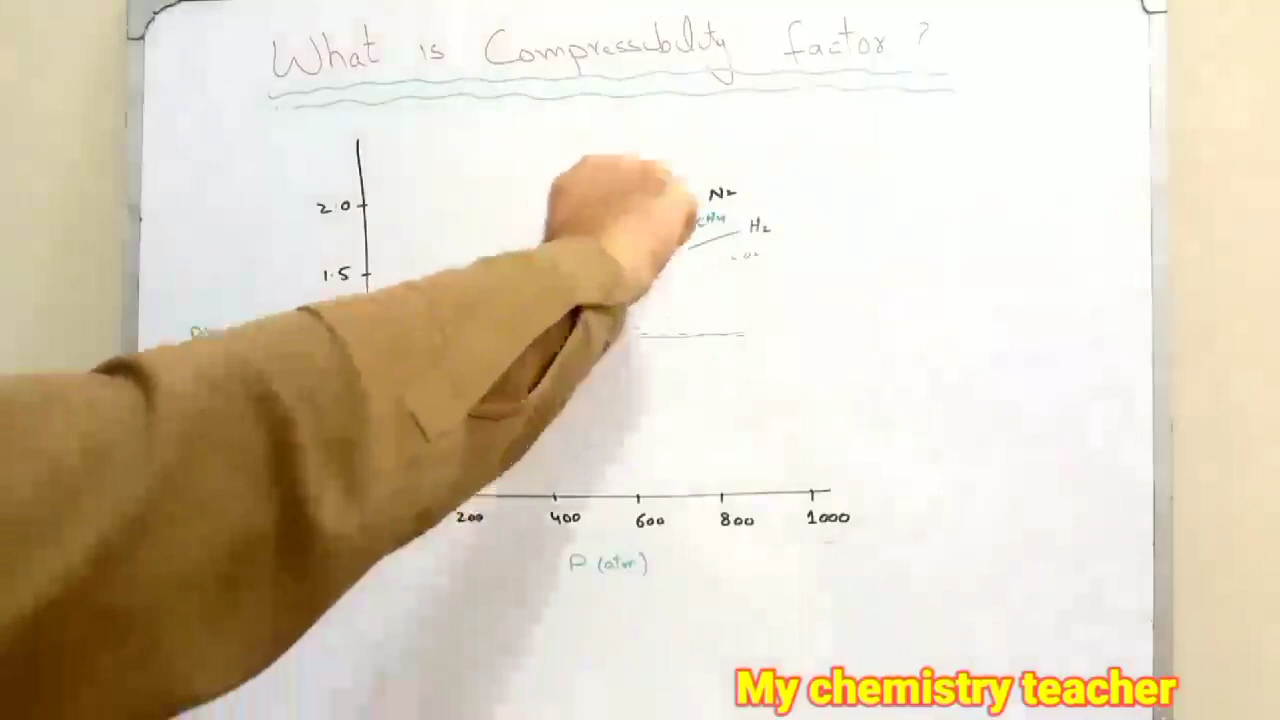 What is Compressibility factor?
N2
2.0
CH4
H2
1.5
200 400 600 800 1000
P (atm)
My chemistry teacher